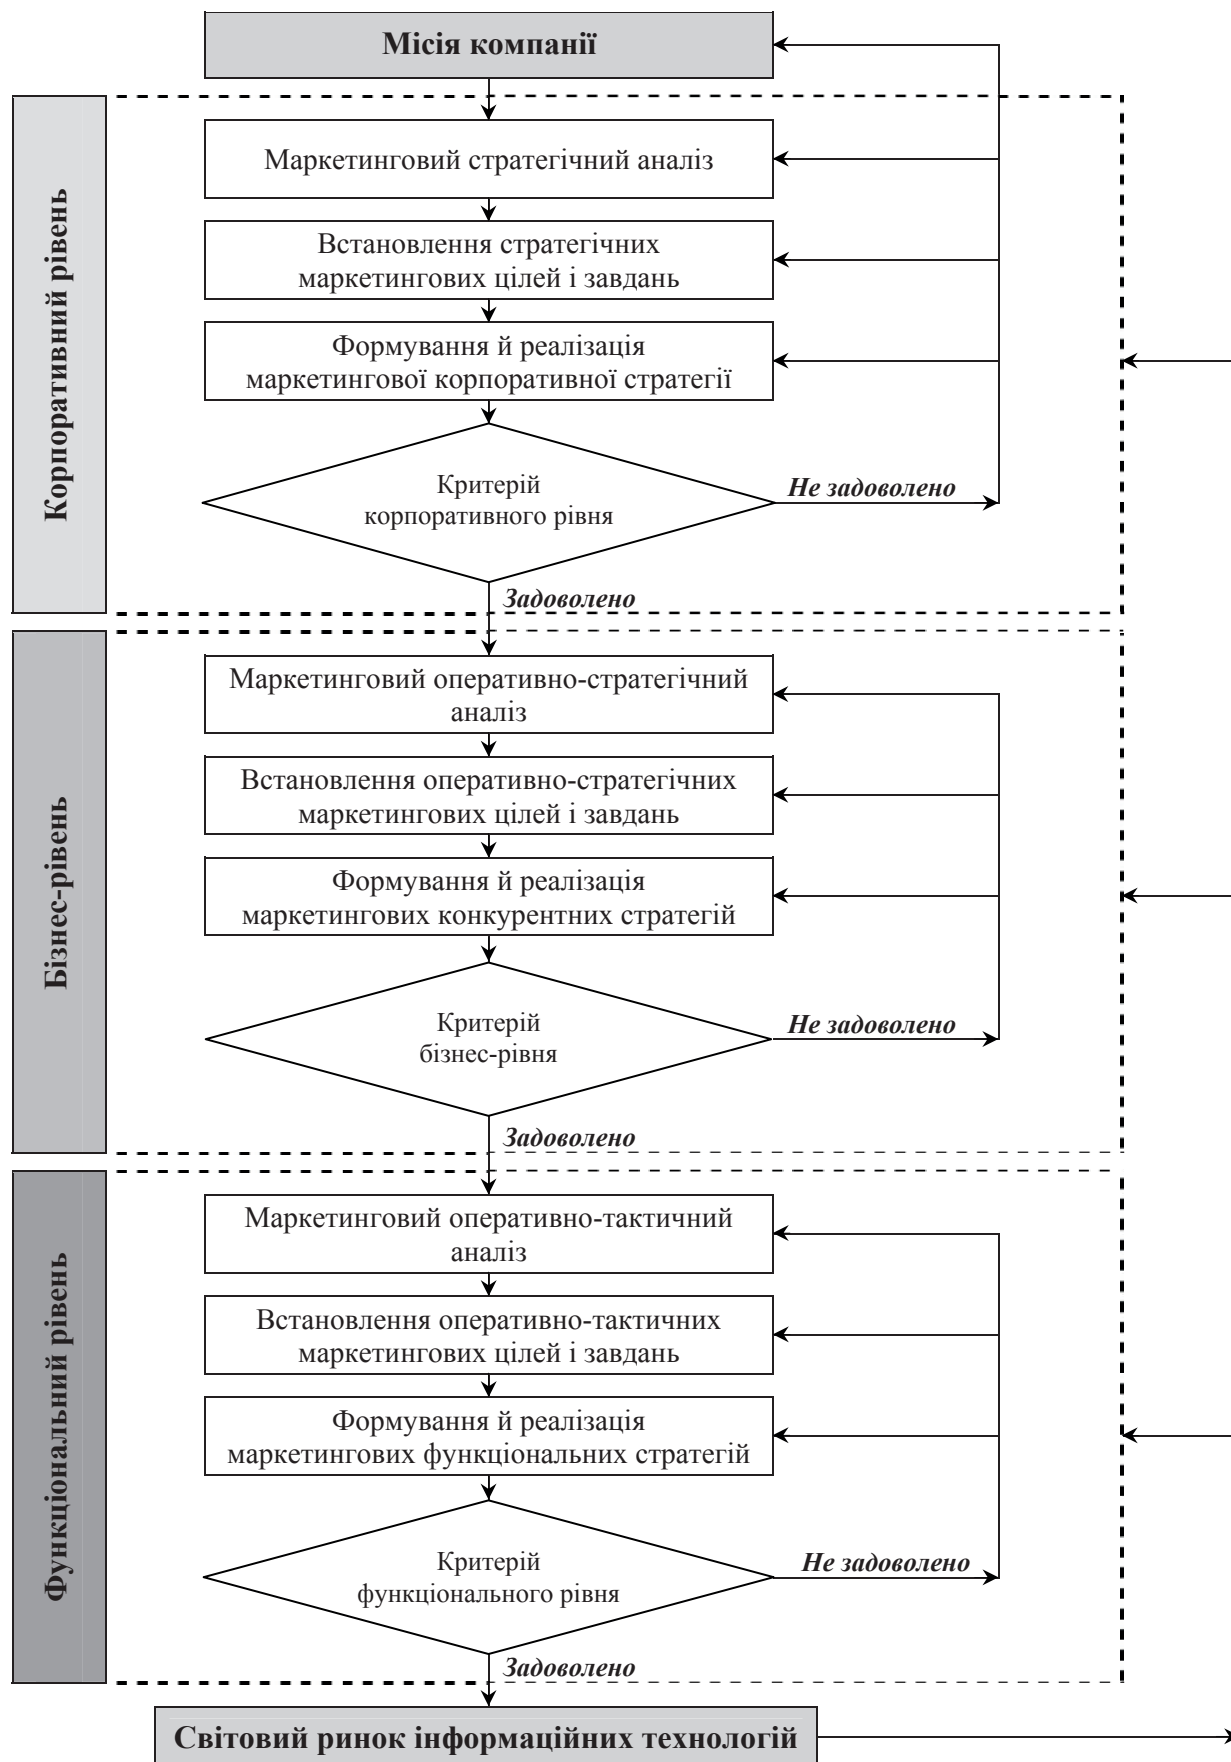 Місія компанії
Корпоративний рівень
Маркетинговий стратегічний аналіз
Встановлення стратегічних
маркетингових цілей і завдань
Формування й реалізація
маркетингової корпоративної стратегії
Критерій
корпоративного рівня
Не задоволено
Задоволено
Бізнес-рівень
Маркетинговий оперативно-стратегічний
аналіз
Встановлення оперативно-стратегічних
маркетингових цілей і завдань
Формування й реалізація
маркетингових конкурентних стратегій
Критерій
бізнес-рівня
Не задоволено
Задоволено
Функціональний рівень
Маркетинговий оперативно-тактичний
аналіз
Встановлення оперативно-тактичних
маркетингових цілей і завдань
Формування й реалізація
маркетингових функціональних стратегій
Критерій
функціонального рівня
Не задоволено
Задоволено
Світовий ринок інформаційних технологій